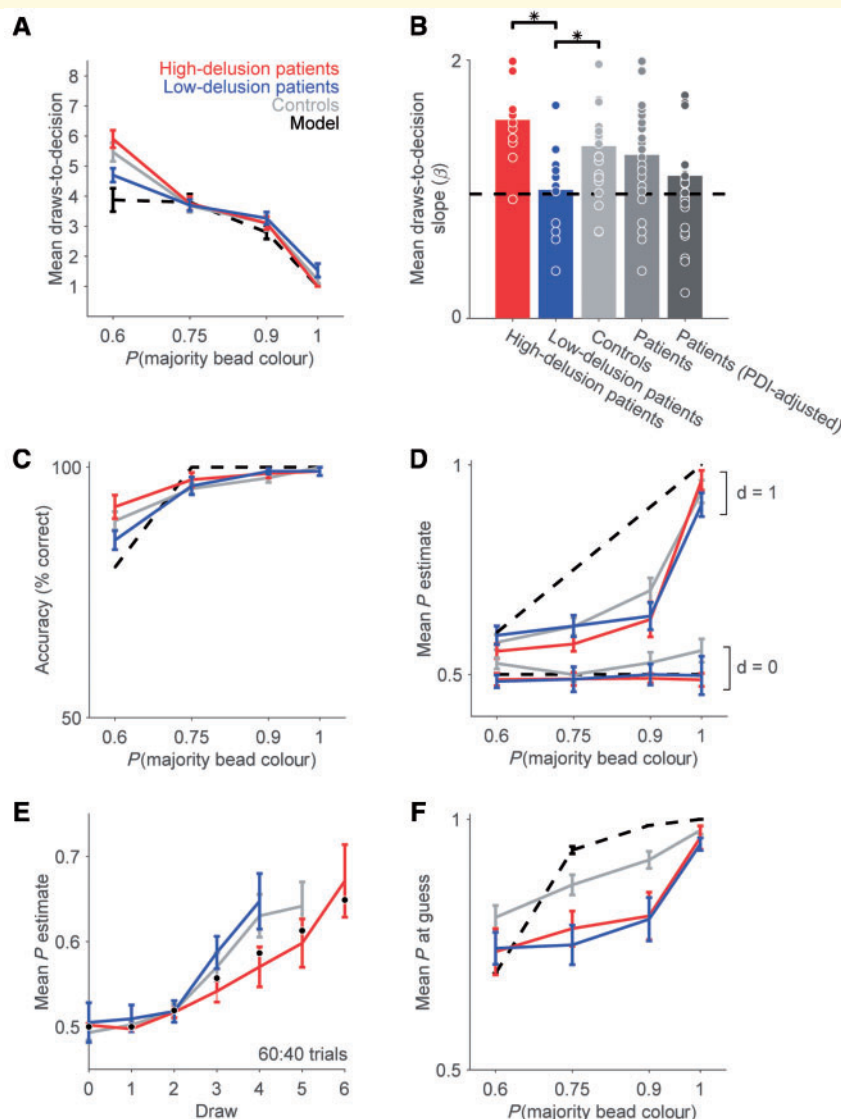 A
High-delusion patients
Low-delusion patients
Controls
Model
Mean draws-to-decision
8
7
6
5
4
3
2
1
0.6 0.75 0.9 1
P(majority bead colour)
B
* *
Mean draws-to-decision
slope (β)
2
0
High-delusion patients
Low-delusion patients
Controls
Patients
Patients (PDI-adjusted)
C
Accuracy (% correct)
100
50
0.6 0.75 0.9 1
P(majority bead colour)
D
Mean P estimate
1
0.5
d = 1
d = 0
0.6 0.75 0.9 1
P(majority bead colour)
E
Mean P estimate
0.7
0.6
0.5
60:40 trials
0 1 2 3 4 5 6
Draw
F
Mean P at guess
1
0.5
0.6 0.75 0.9 1
P(majority bead colour)